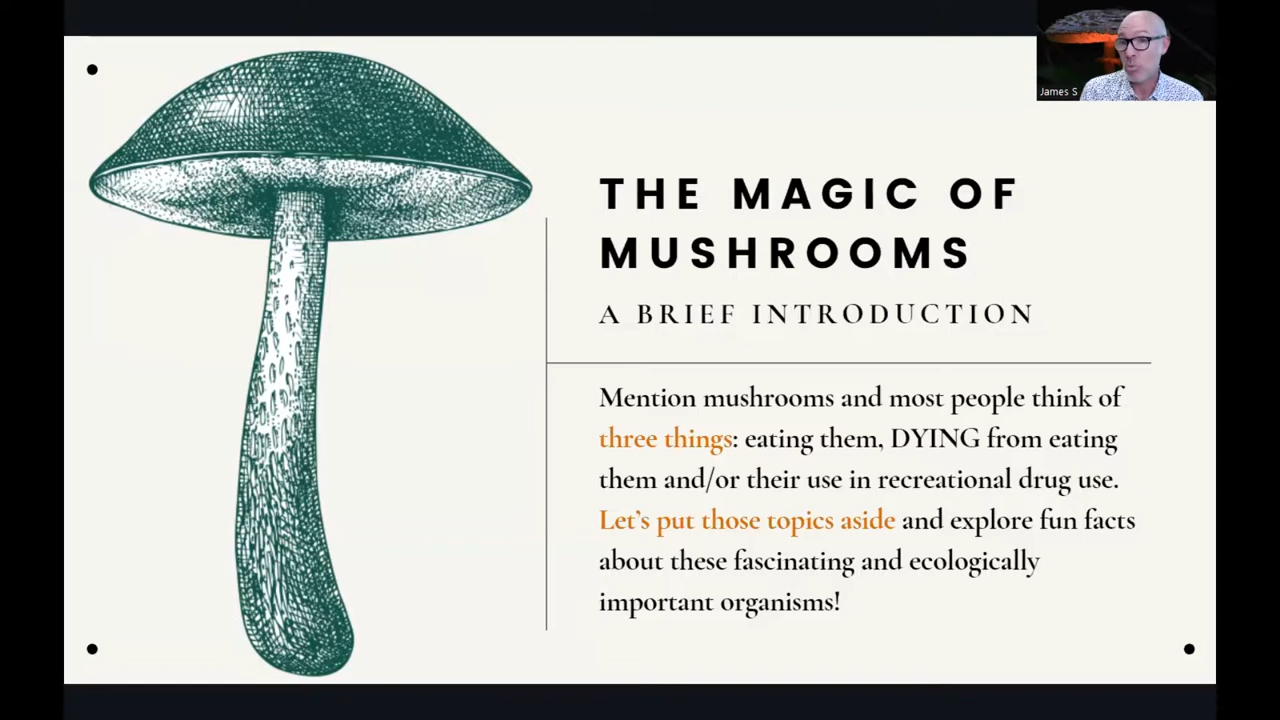 James S
THE MAGIC OF
MUSHROOMS
A BRIEF INTRODUCTION
Mention mushrooms and most people think of
three things: eating them, DYING from eating
them and/or their use in recreational drug use.
Let's put those topics aside and explore fun facts
about these fascinating and ecologically
important organisms!